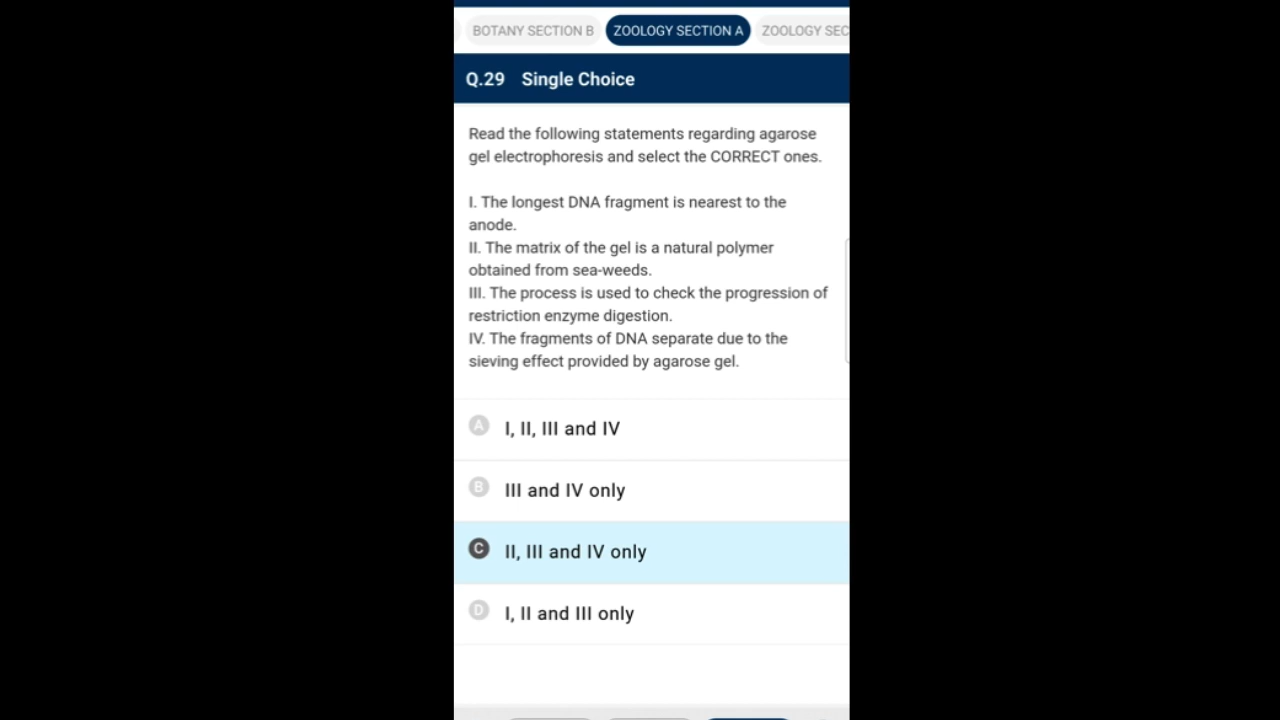 BOTANY SECTION B ZOOLOGY SECTION A ZOOLOGY SEC
Q.29 Single Choice
Read the following statements regarding agarose
gel electrophoresis and select the CORRECT ones.
I. The longest DNA fragment is nearest to the
anode.
II. The matrix of the gel is a natural polymer
obtained from sea-weeds.
III. The process is used to check the progression of
restriction enzyme digestion.
IV. The fragments of DNA separate due to the
sieving effect provided by agarose gel.
A I, II, III and IV
B III and IV only
C II, III and IV only
D I, II and III only